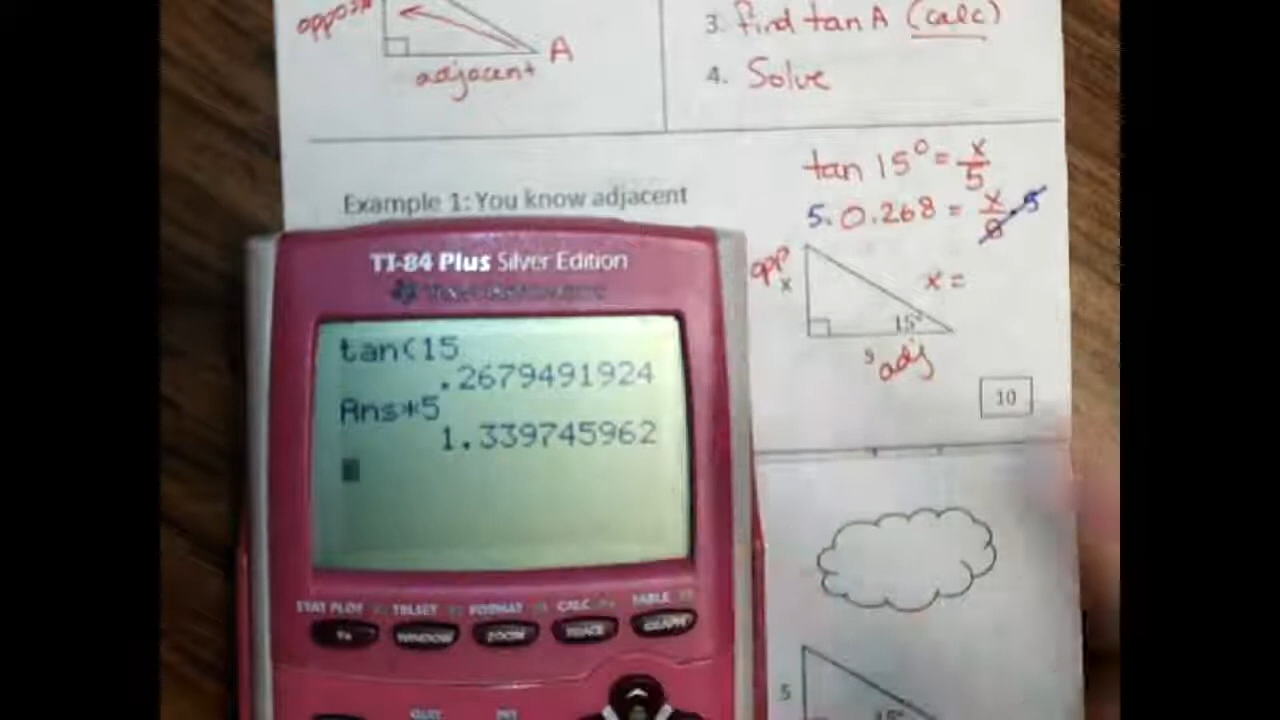 3. find tan A (calc)
A
adjacent
4. Solve
tan 15° = x/5
Example 1: You know adjacent
5. 0.268 = x/5 . 5
TI-84 Plus Silver Edition
opp
x
x =
15°
5
adj
10
tan(15
.2679491924
Ans*5
1.339745962
STAT PLOT TBLSET FORMAT CALC TABLE
Y= WINDOW ZOOM TRACE GRAPH
5